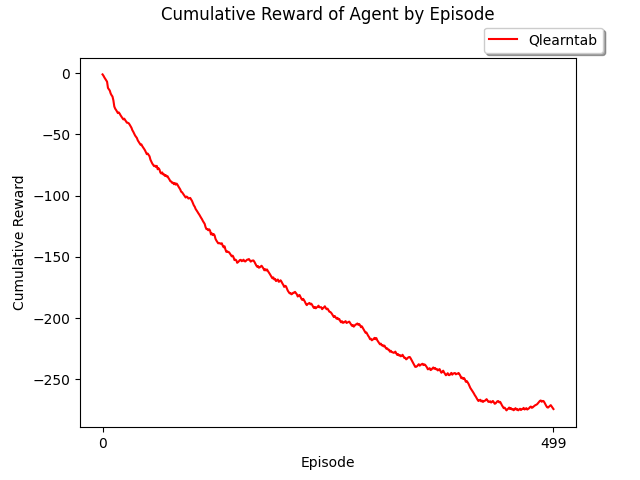 Cumulative Reward of Agent by Episode
Qlearntab
0
−50
−100
−150
−200
−250
Cumulative Reward
0
499
Episode